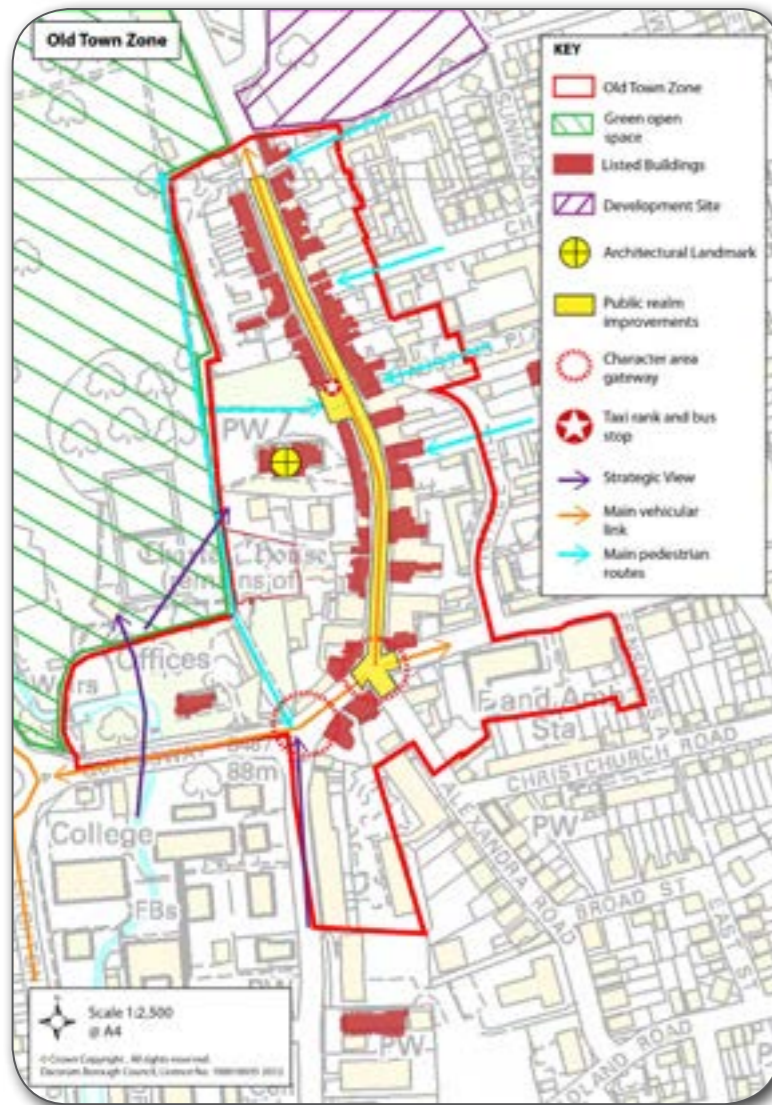 Old Town Zone
KEY
Old Town Zone
Green open
space
Listed Buildings
Development Site
Architectural Landmark
Public realm
improvements
Character area
gateway
Taxi rank and bus
stop
Strategic View
Main vehicular
link
Main pedestrian
routes
PW
Offices
88m
College
FBs
Sta
CHRISTCHURCH ROAD
PW
ALEXANDRA ROAD
BROAD ST
EAST ST
PW
Scale 1:2,500
@ A4
© Crown Copyright. All rights reserved.
Dacorum Borough Council, Licence No.